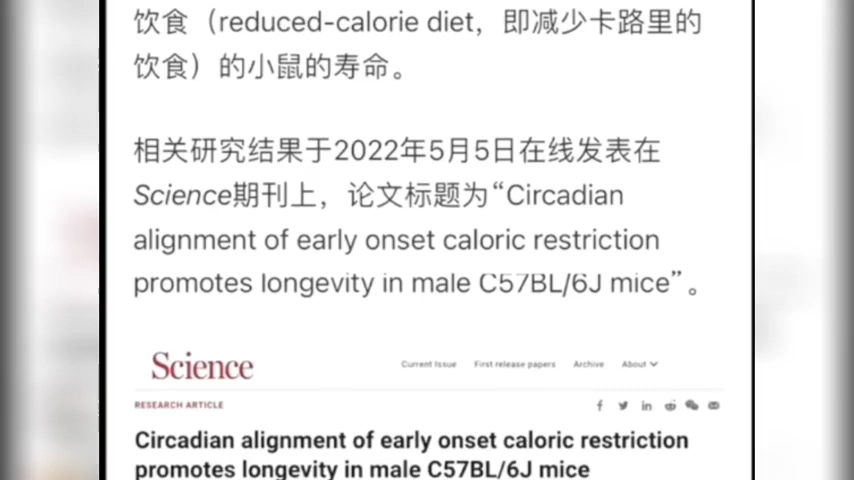 饮食（reduced-calorie diet，即减少卡路里的
饮食）的小鼠的寿命。
相关研究结果于2022年5月5日在线发表在
Science期刊上，论文标题为“Circadian
alignment of early onset caloric restriction
promotes longevity in male C57BL/6J mice”。
Science
Current Issue First release papers Archive About
RESEARCH ARTICLE
Circadian alignment of early onset caloric restriction
promotes longevity in male C57BL/6J mice